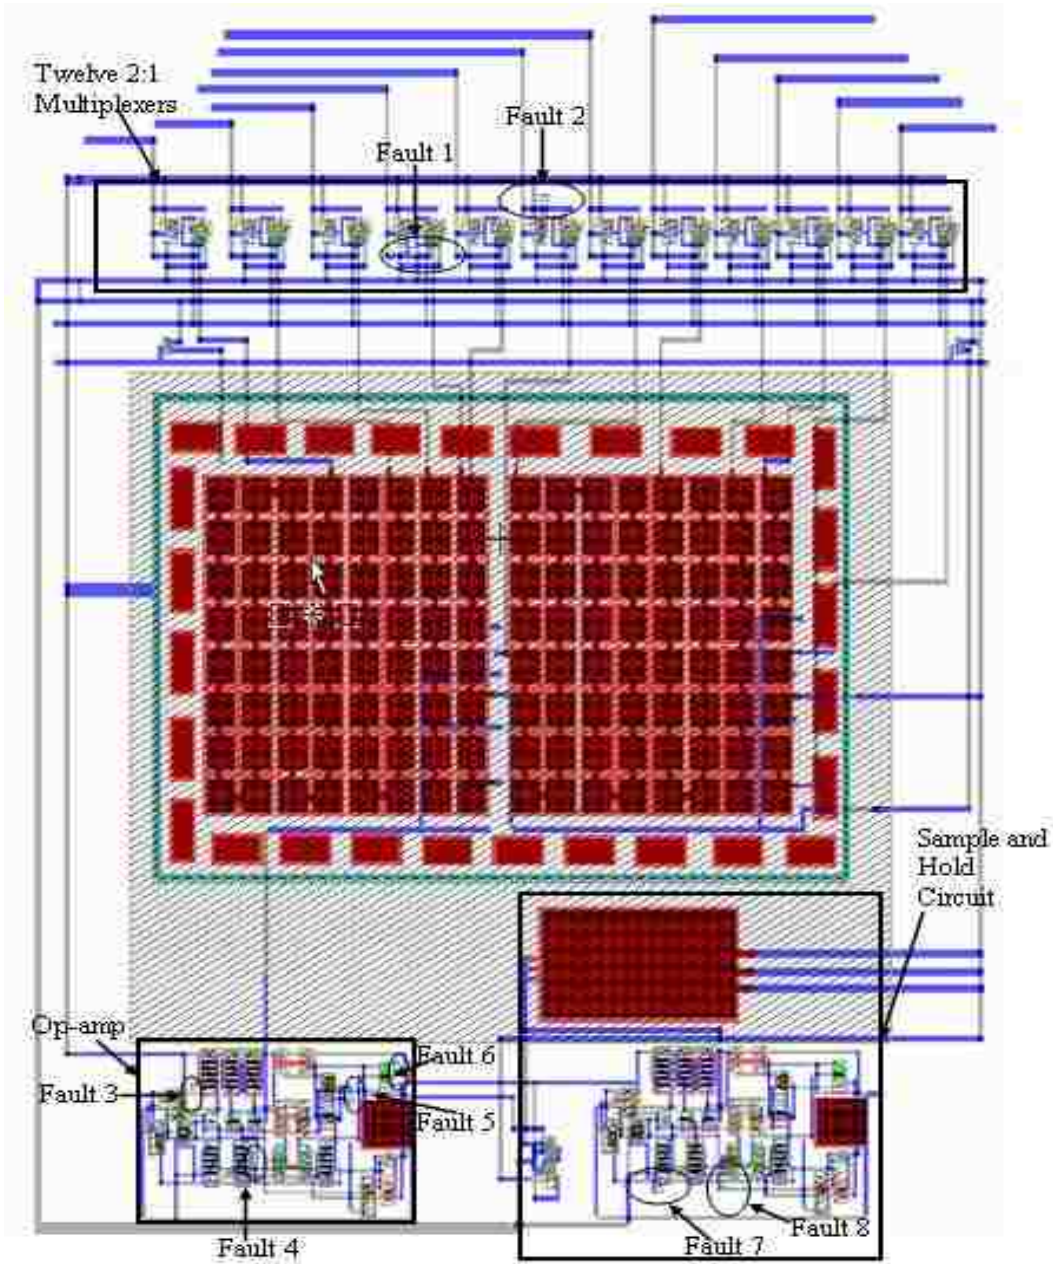 Twelve 2:1
Multiplexers
Fault 2
Fault 1
Sample and
Hold
Circuit
Op-amp
Fault 6
Fault 3
Fault 5
Fault 8
Fault 7
Fault 4